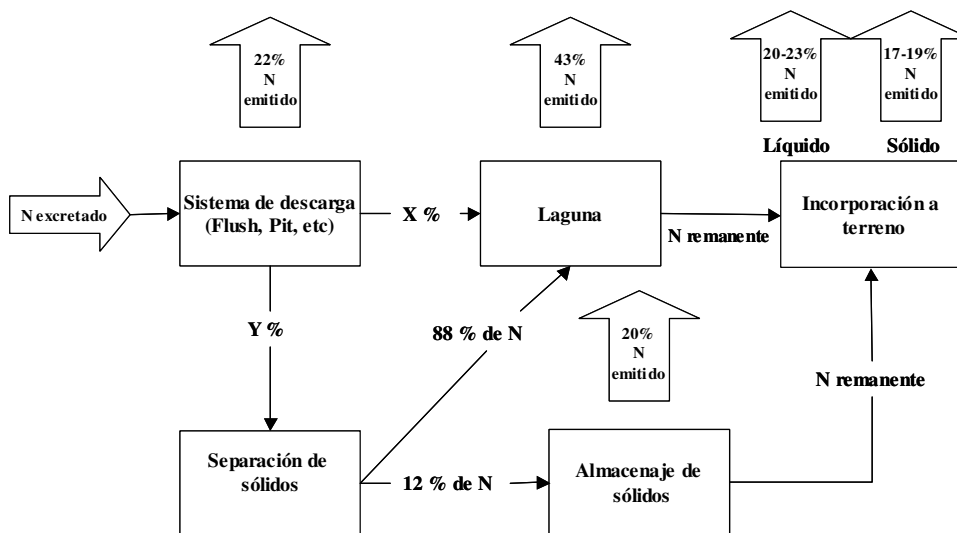 22%
N
emitido
43%
N
emitido
20-23%
N
emitido
17-19%
N
emitido
Líquido
Sólido
N excretado
Sistema de descarga
(Flush, Pit, etc)
X %
Laguna
N remanente
Incorporación a
terreno
Y %
88 % de N
20%
N
emitido
N remanente
Separación de
sólidos
12 % de N
Almacenaje de
sólidos